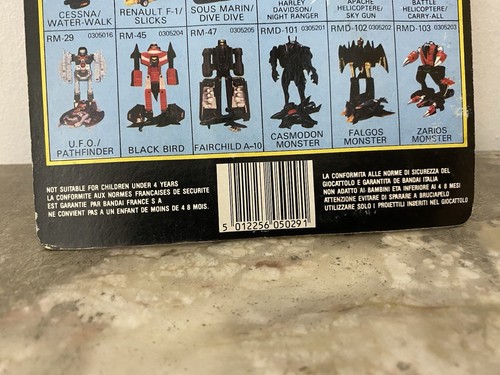 CESSNA/
WATER-WALK
RENAULT F-1/
SLICKS
SOUS MARIN/
DIVE DIVE
HARLEY
DAVIDSON/
NIGHT RANGER
APACHE
HELICOPTERE/
SKY GUN
BATTLE
HELICOPTERE/
CARRY-ALL
RM-29 0305016
RM-45 0305204
RM-47 0305205
RMD-101 0305201
RMD-102 0305202
RMD-103 0305203
U.F.O./
PATHFINDER
BLACK BIRD
FAIRCHILD A-10
CASMODON
MONSTER
FALGOS
MONSTER
ZARIOS
MONSTER
NOT SUITABLE FOR CHILDREN UNDER 4 YEARS
LA CONFORMITE AUX NORMES FRANCAISES DE SECURITE
EST GARANTIE PAR BANDAI FRANCE S A
NE CONVIENT PAS A UN ENFANT DE MOINS DE 4 8 MOIS.
5 012256 050291
LA CONFORMITA ALLE NORME DI SICUREZZA DEL
GIOCATTOLO E GARANTITA DE BANDAI ITALIA
NON ADATTO AI BAMBINI ETA INFERIORE AI 4 8 MESI
ATTENZIONE EVITARE DI SPARARE A BRUCIAPELO
UTILIZZARE SOLO I PROIETTILI INSERITI NEL GIOCATTOLO